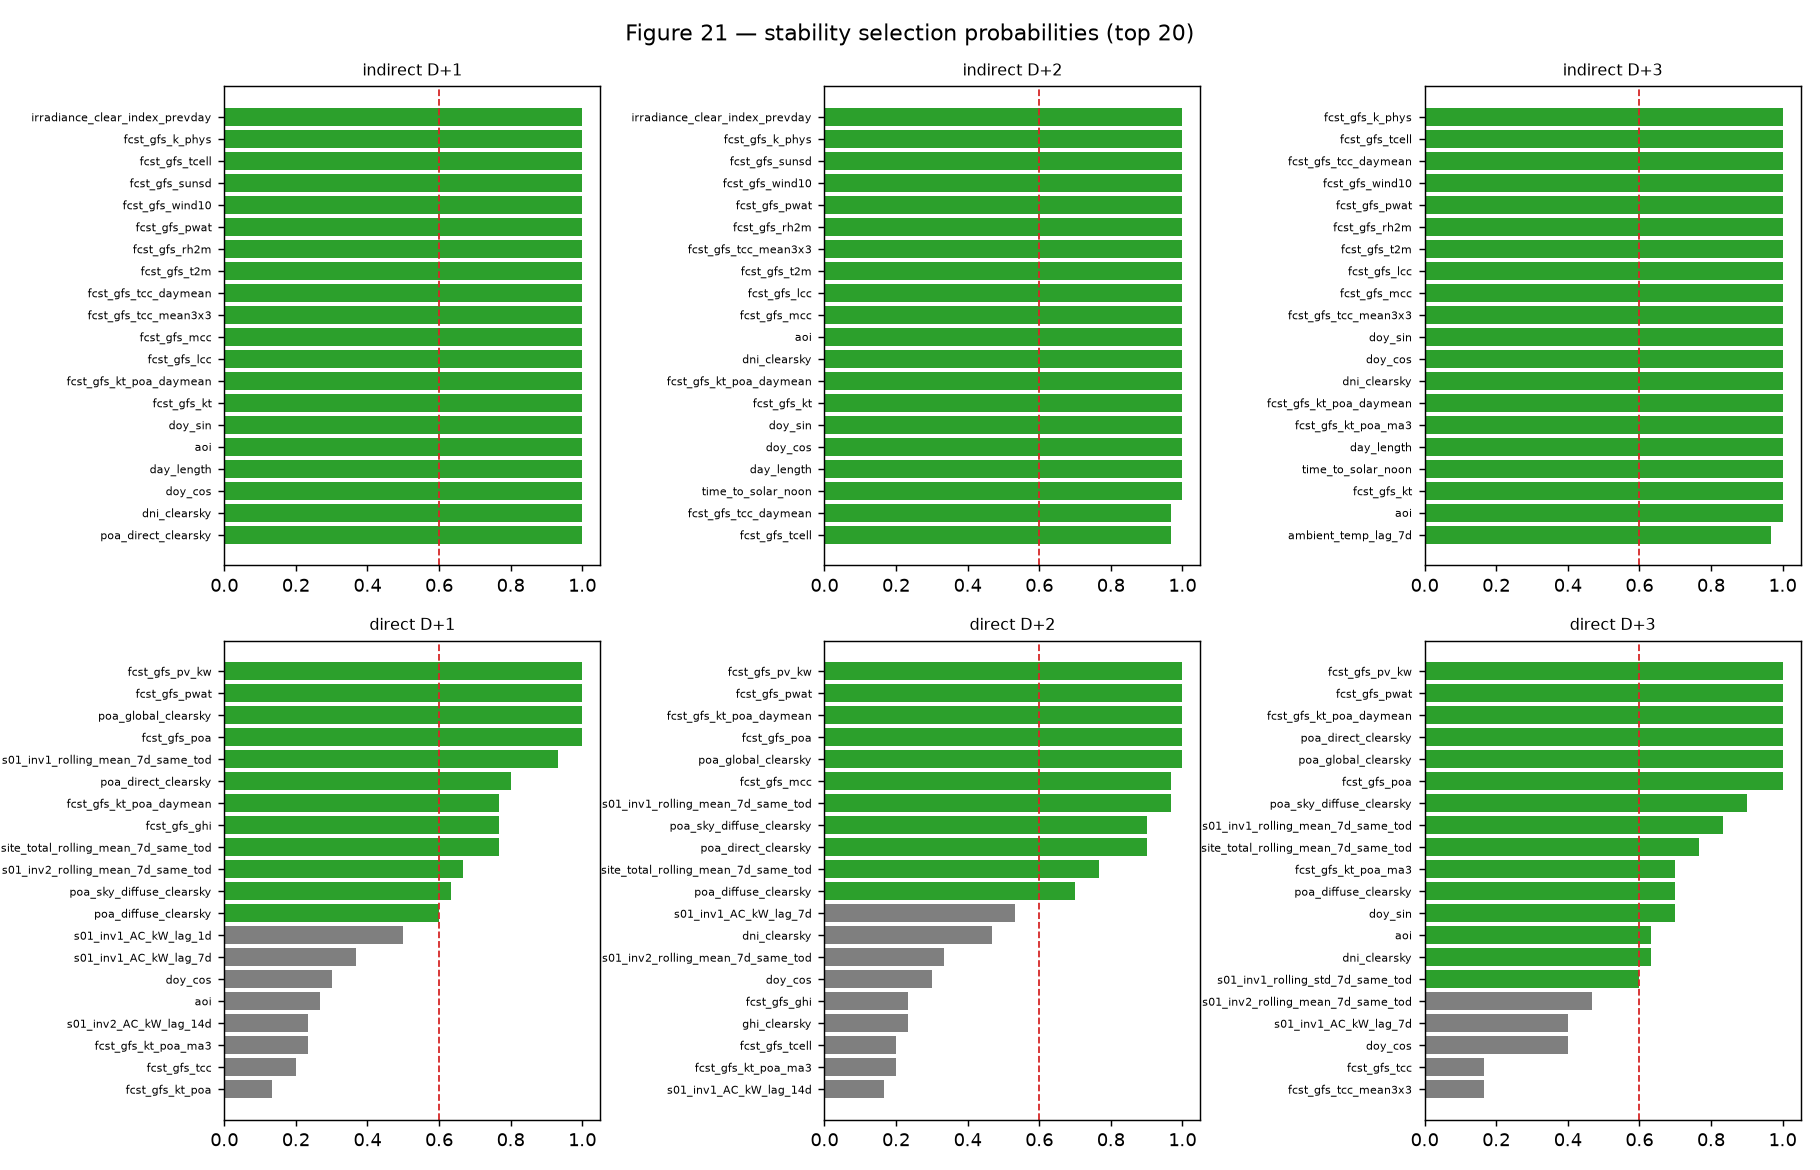 Figure 21 — stability selection probabilities (top 20)
indirect D+1
irradiance_clear_index_prevday
fcst_gfs_k_phys
fcst_gfs_tcell
fcst_gfs_sunsd
fcst_gfs_wind10
fcst_gfs_pwat
fcst_gfs_rh2m
fcst_gfs_t2m
fcst_gfs_tcc_daymean
fcst_gfs_tcc_mean3x3
fcst_gfs_mcc
fcst_gfs_lcc
fcst_gfs_kt_poa_daymean
fcst_gfs_kt
doy_sin
aoi
day_length
doy_cos
dni_clearsky
poa_direct_clearsky
0.0 0.2 0.4 0.6 0.8 1.0
indirect D+2
irradiance_clear_index_prevday
fcst_gfs_k_phys
fcst_gfs_sunsd
fcst_gfs_wind10
fcst_gfs_pwat
fcst_gfs_rh2m
fcst_gfs_tcc_mean3x3
fcst_gfs_t2m
fcst_gfs_lcc
fcst_gfs_mcc
aoi
dni_clearsky
fcst_gfs_kt_poa_daymean
fcst_gfs_kt
doy_sin
doy_cos
day_length
time_to_solar_noon
fcst_gfs_tcc_daymean
fcst_gfs_tcell
0.0 0.2 0.4 0.6 0.8 1.0
indirect D+3
fcst_gfs_k_phys
fcst_gfs_tcell
fcst_gfs_tcc_daymean
fcst_gfs_wind10
fcst_gfs_pwat
fcst_gfs_rh2m
fcst_gfs_t2m
fcst_gfs_lcc
fcst_gfs_mcc
fcst_gfs_tcc_mean3x3
doy_sin
doy_cos
dni_clearsky
fcst_gfs_kt_poa_daymean
fcst_gfs_kt_poa_ma3
day_length
time_to_solar_noon
fcst_gfs_kt
aoi
ambient_temp_lag_7d
0.0 0.2 0.4 0.6 0.8 1.0
direct D+1
fcst_gfs_pv_kw
fcst_gfs_pwat
poa_global_clearsky
fcst_gfs_poa
s01_inv1_rolling_mean_7d_same_tod
poa_direct_clearsky
fcst_gfs_kt_poa_daymean
fcst_gfs_ghi
site_total_rolling_mean_7d_same_tod
s01_inv2_rolling_mean_7d_same_tod
poa_sky_diffuse_clearsky
poa_diffuse_clearsky
s01_inv1_AC_kW_lag_1d
s01_inv1_AC_kW_lag_7d
doy_cos
aoi
s01_inv2_AC_kW_lag_14d
fcst_gfs_kt_poa_ma3
fcst_gfs_tcc
fcst_gfs_kt_poa
0.0 0.2 0.4 0.6 0.8 1.0
direct D+2
fcst_gfs_pv_kw
fcst_gfs_pwat
fcst_gfs_kt_poa_daymean
fcst_gfs_poa
poa_global_clearsky
fcst_gfs_mcc
s01_inv1_rolling_mean_7d_same_tod
poa_sky_diffuse_clearsky
poa_direct_clearsky
site_total_rolling_mean_7d_same_tod
poa_diffuse_clearsky
s01_inv1_AC_kW_lag_7d
dni_clearsky
s01_inv2_rolling_mean_7d_same_tod
doy_cos
fcst_gfs_ghi
ghi_clearsky
fcst_gfs_tcell
fcst_gfs_kt_poa_ma3
s01_inv1_AC_kW_lag_14d
0.0 0.2 0.4 0.6 0.8 1.0
direct D+3
fcst_gfs_pv_kw
fcst_gfs_pwat
fcst_gfs_kt_poa_daymean
poa_direct_clearsky
poa_global_clearsky
fcst_gfs_poa
poa_sky_diffuse_clearsky
s01_inv1_rolling_mean_7d_same_tod
site_total_rolling_mean_7d_same_tod
fcst_gfs_kt_poa_ma3
poa_diffuse_clearsky
doy_sin
aoi
dni_clearsky
s01_inv1_rolling_std_7d_same_tod
s01_inv2_rolling_mean_7d_same_tod
s01_inv1_AC_kW_lag_7d
doy_cos
fcst_gfs_tcc
fcst_gfs_tcc_mean3x3
0.0 0.2 0.4 0.6 0.8 1.0